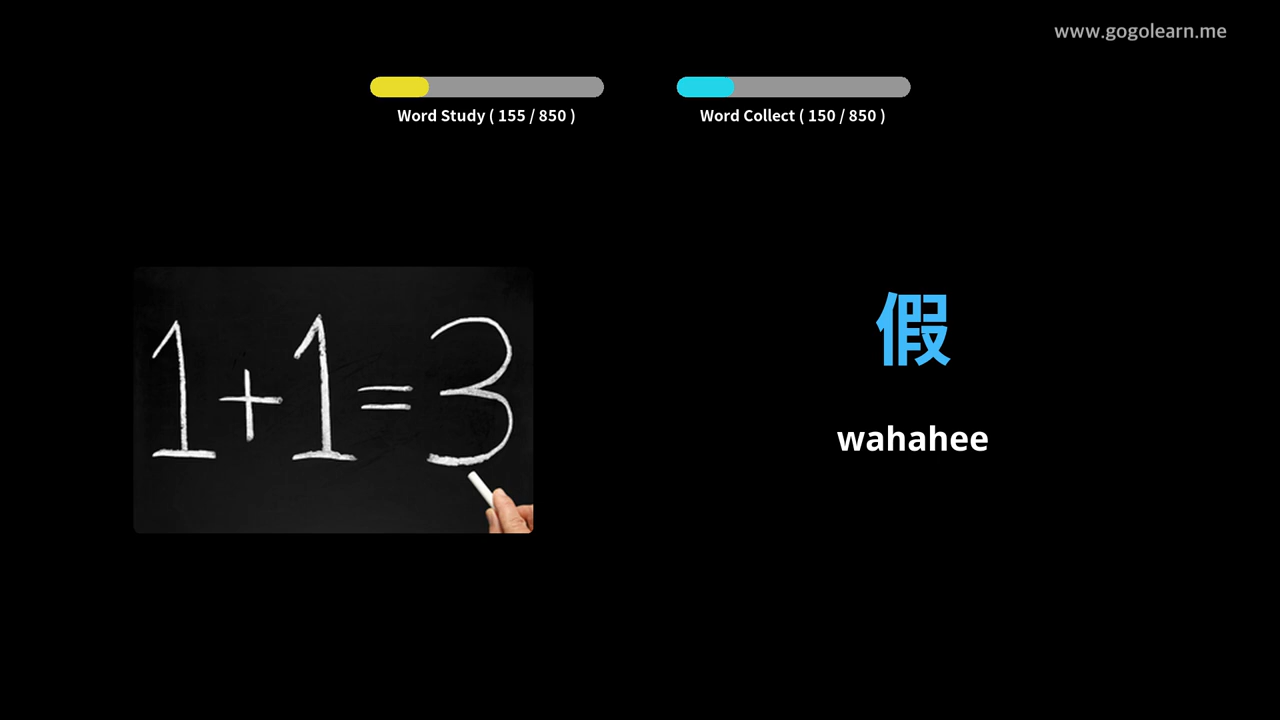 www.gogolearn.me
Word Study ( 155 / 850 )
Word Collect ( 150 / 850 )
1+1=3
假
wahahee